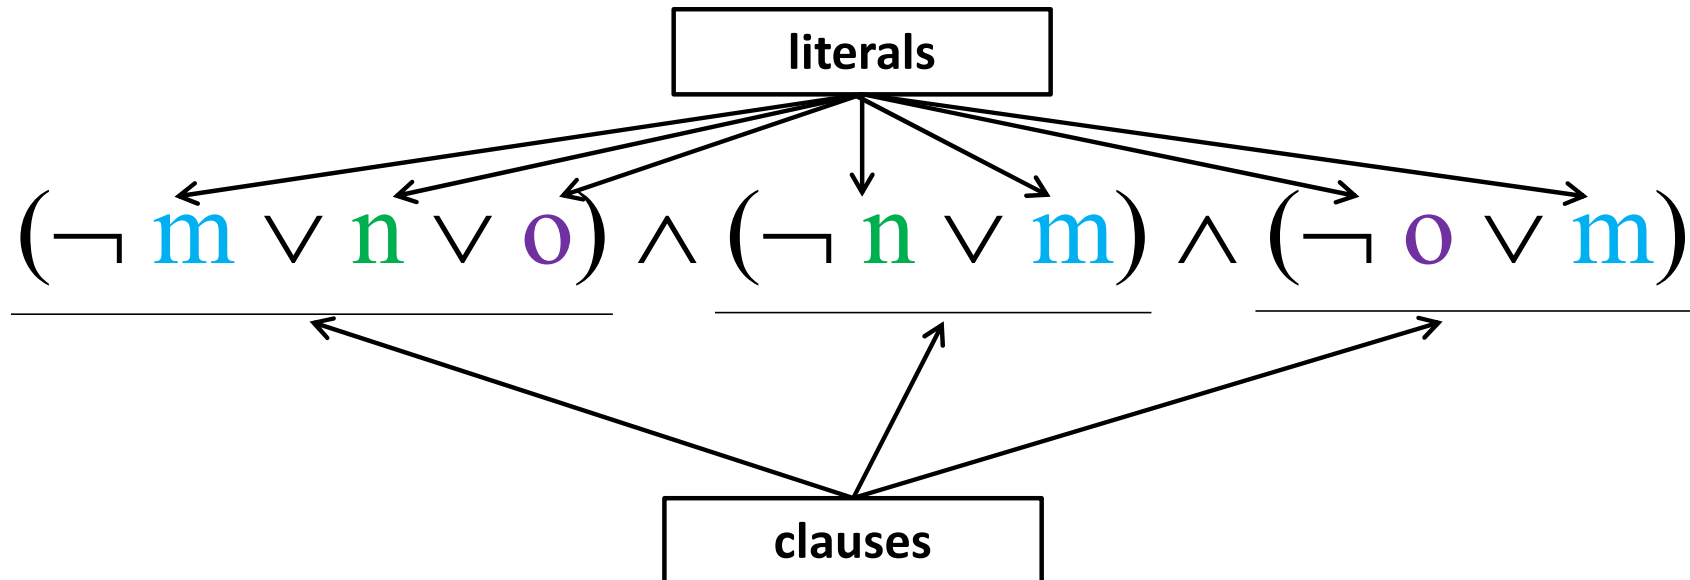 literals
(¬ m ∨ n ∨ o) ∧ (¬ n ∨ m) ∧ (¬ o ∨ m)
clauses